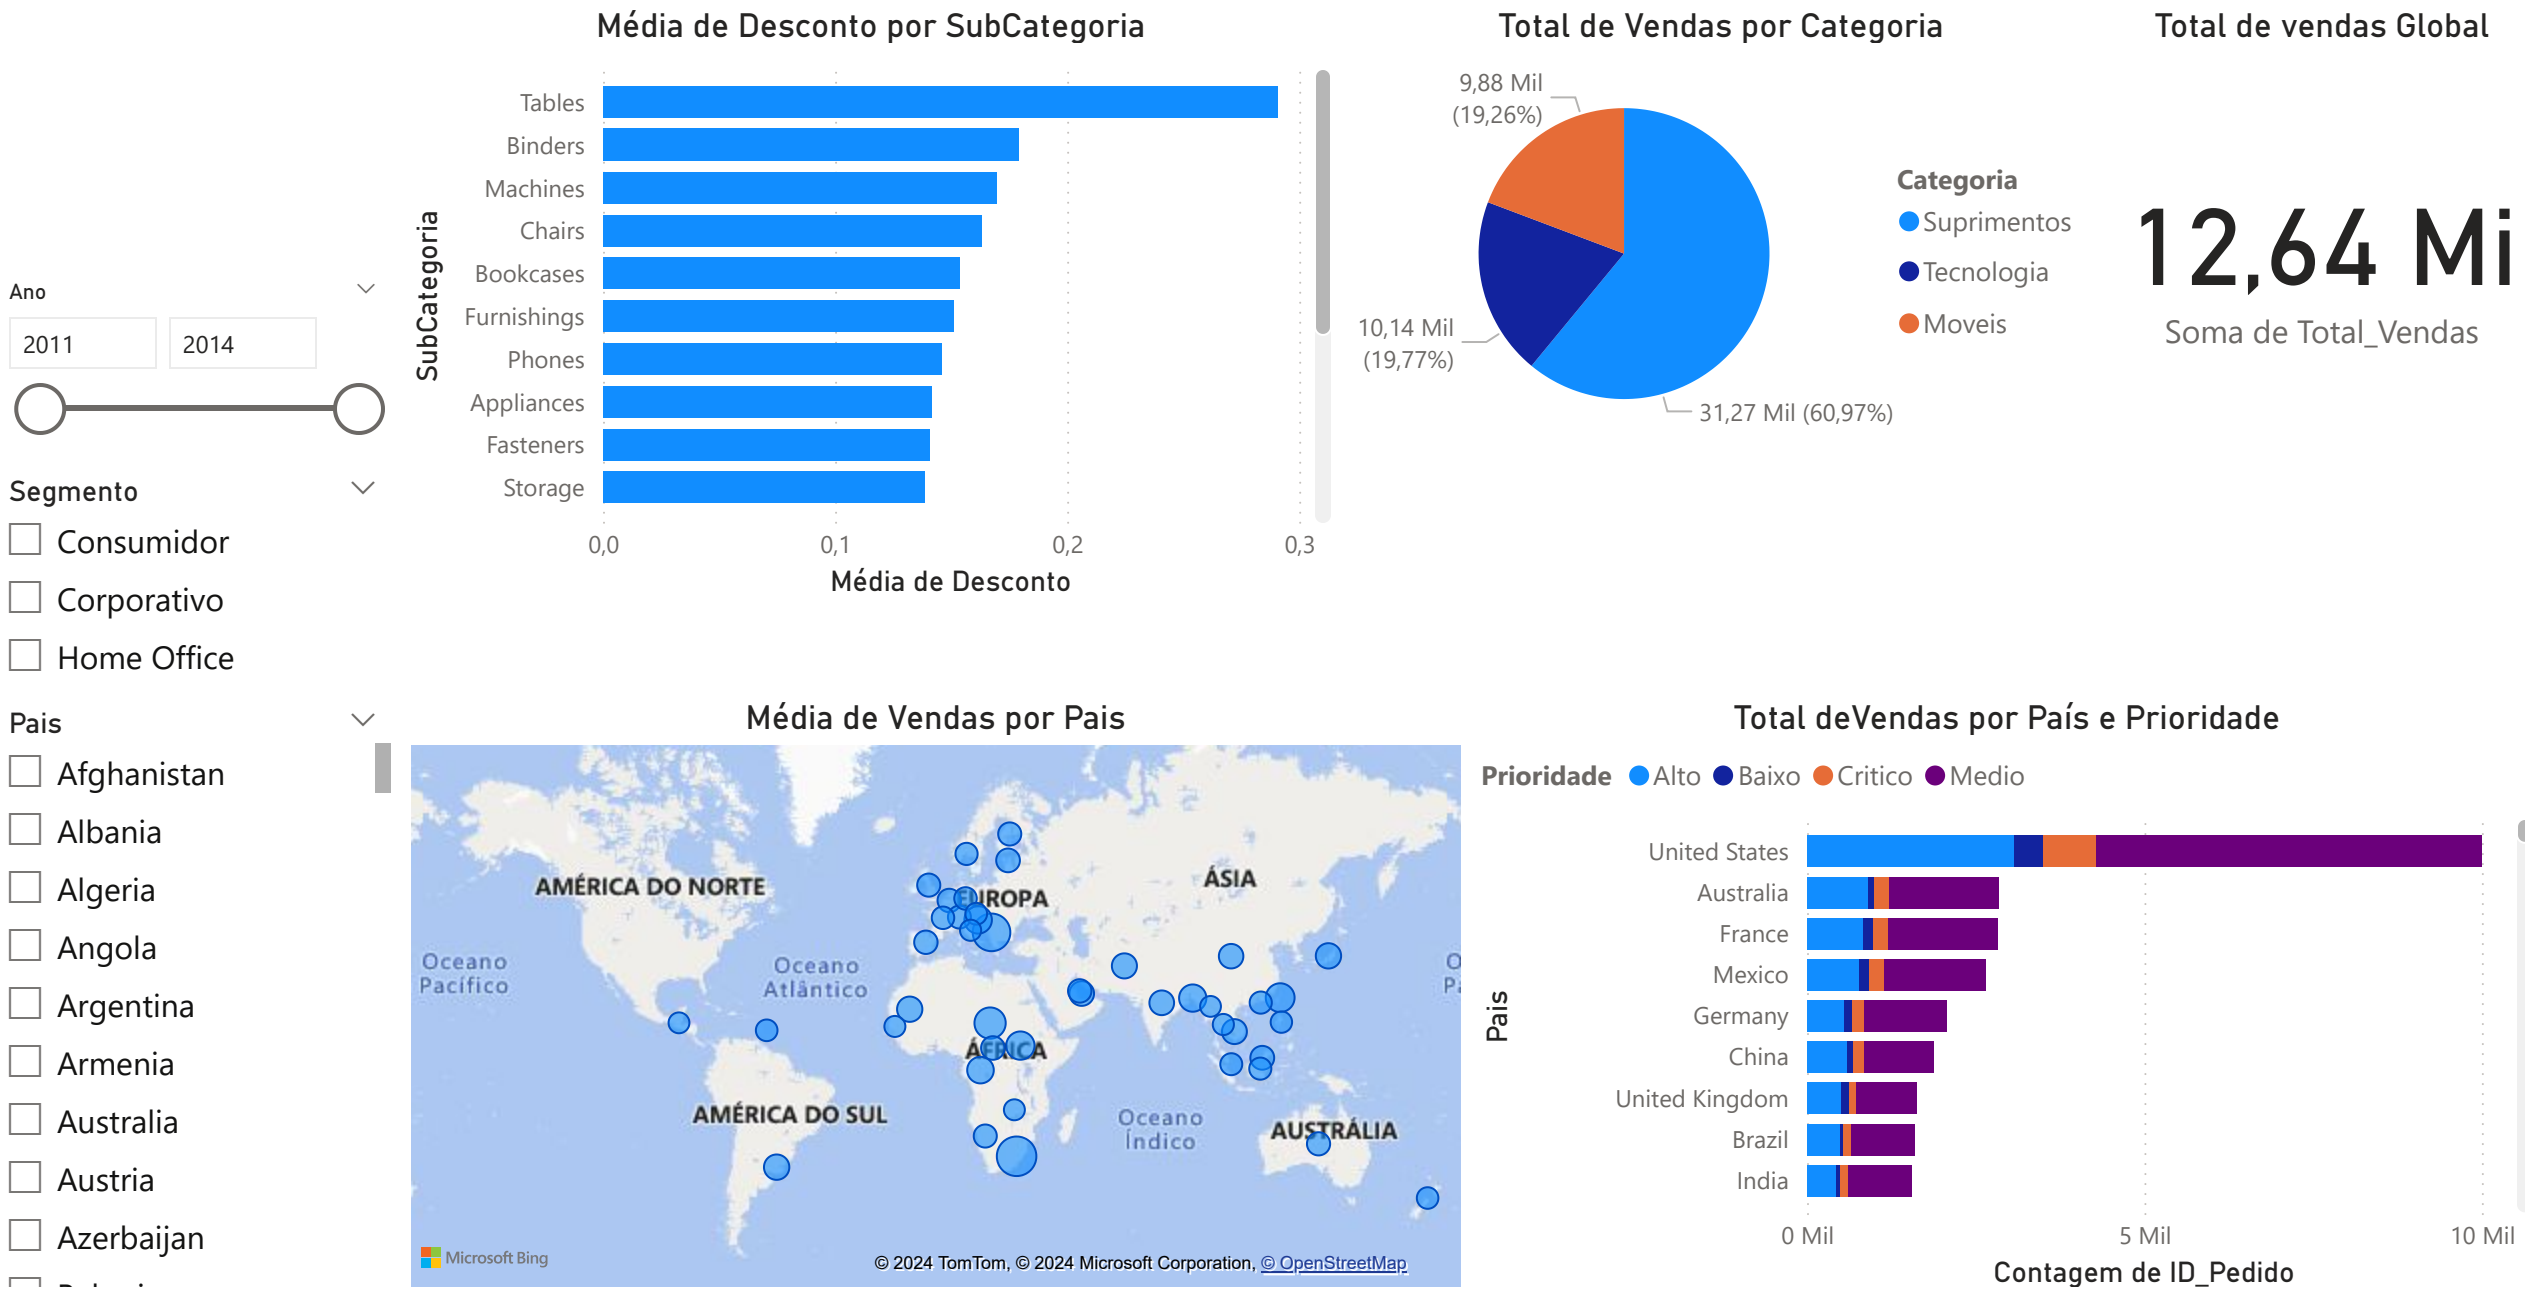 Média de Desconto por SubCategoria
SubCategoria
Tables
Binders
Machines
Chairs
Bookcases
Furnishings
Phones
Appliances
Fasteners
Storage
0,0
0,1
0,2
0,3
Média de Desconto
Total de Vendas por Categoria
9,88 Mil
(19,26%)
10,14 Mil
(19,77%)
31,27 Mil (60,97%)
Categoria
Suprimentos
Tecnologia
Moveis
Total de vendas Global
12,64 Mi
Soma de Total_Vendas
Ano
2011
2014
Segmento
Consumidor
Corporativo
Home Office
Pais
Afghanistan
Albania
Algeria
Angola
Argentina
Armenia
Australia
Austria
Azerbaijan
Média de Vendas por Pais
AMÉRICA DO NORTE
EUROPA
ÁSIA
Oceano
Pacífico
Oceano
Atlântico
ÁFRICA
AMÉRICA DO SUL
Oceano
Índico
AUSTRÁLIA
Microsoft Bing
© 2024 TomTom, © 2024 Microsoft Corporation, © OpenStreetMap
Total deVendas por País e Prioridade
Prioridade Alto Baixo Critico Medio
Pais
United States
Australia
France
Mexico
Germany
China
United Kingdom
Brazil
India
0 Mil
5 Mil
10 Mil
Contagem de ID_Pedido